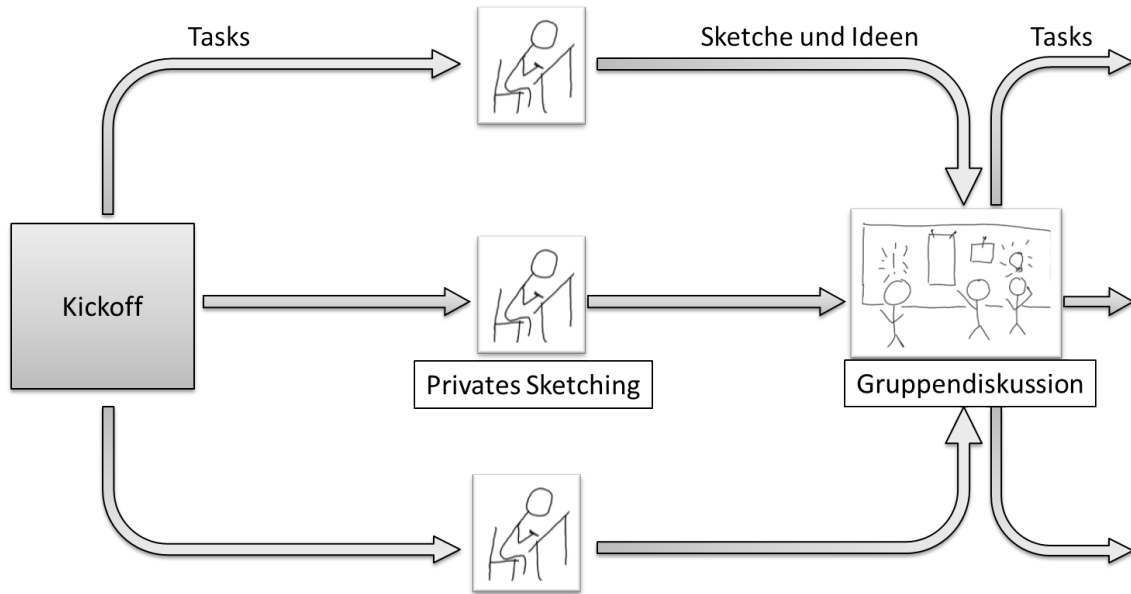 Tasks
Sketche und Ideen
Tasks
Kickoff
Privates Sketching
Gruppendiskussion